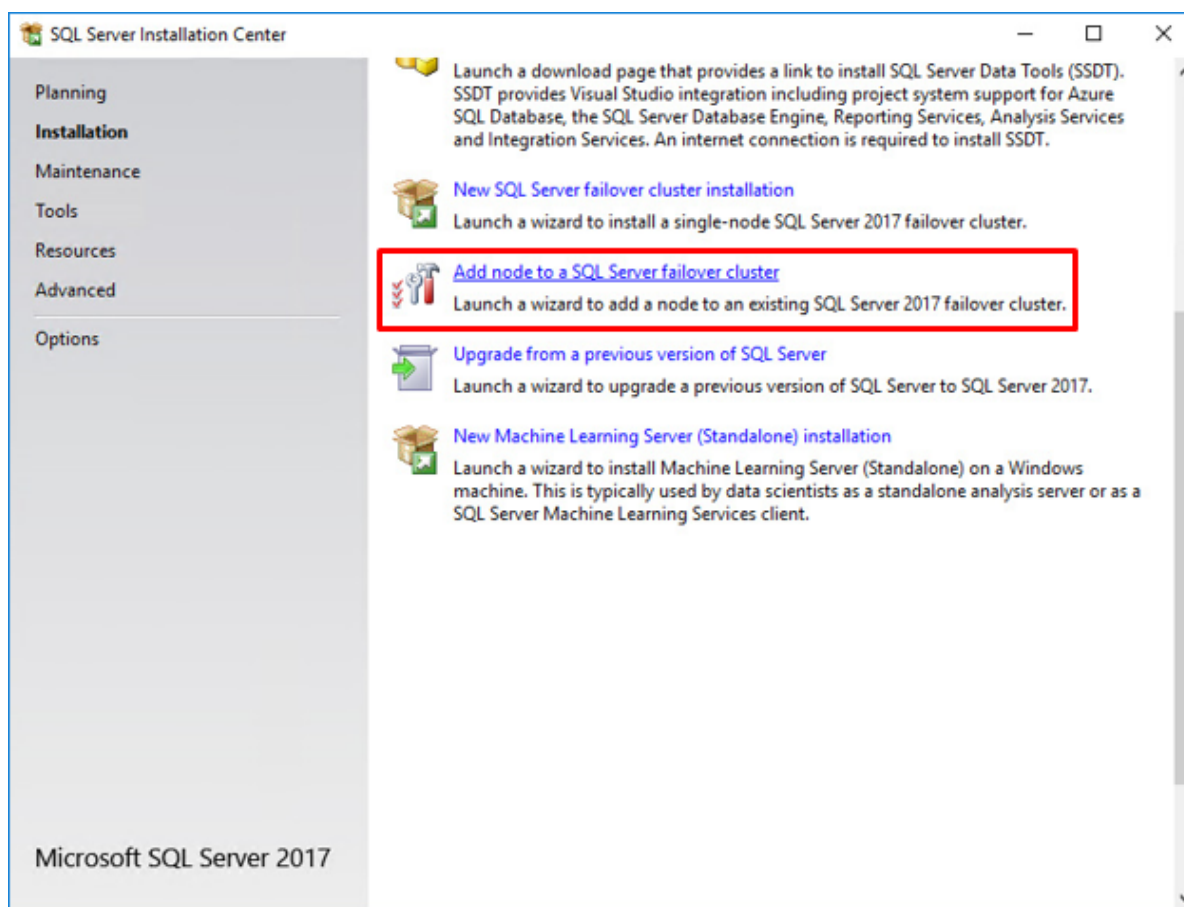 SQL Server Installation Center
Planning
Installation
Maintenance
Tools
Resources
Advanced
Options
Microsoft SQL Server 2017
Launch a download page that provides a link to install SQL Server Data Tools (SSDT).
SSDT provides Visual Studio integration including project system support for Azure
SQL Database, the SQL Server Database Engine, Reporting Services, Analysis Services
and Integration Services. An internet connection is required to install SSDT.
New SQL Server failover cluster installation
Launch a wizard to install a single-node SQL Server 2017 failover cluster.
Add node to a SQL Server failover cluster
Launch a wizard to add a node to an existing SQL Server 2017 failover cluster.
Upgrade from a previous version of SQL Server
Launch a wizard to upgrade a previous version of SQL Server to SQL Server 2017.
New Machine Learning Server (Standalone) installation
Launch a wizard to install Machine Learning Server (Standalone) on a Windows
machine. This is typically used by data scientists as a standalone analysis server or as a
SQL Server Machine Learning Services client.